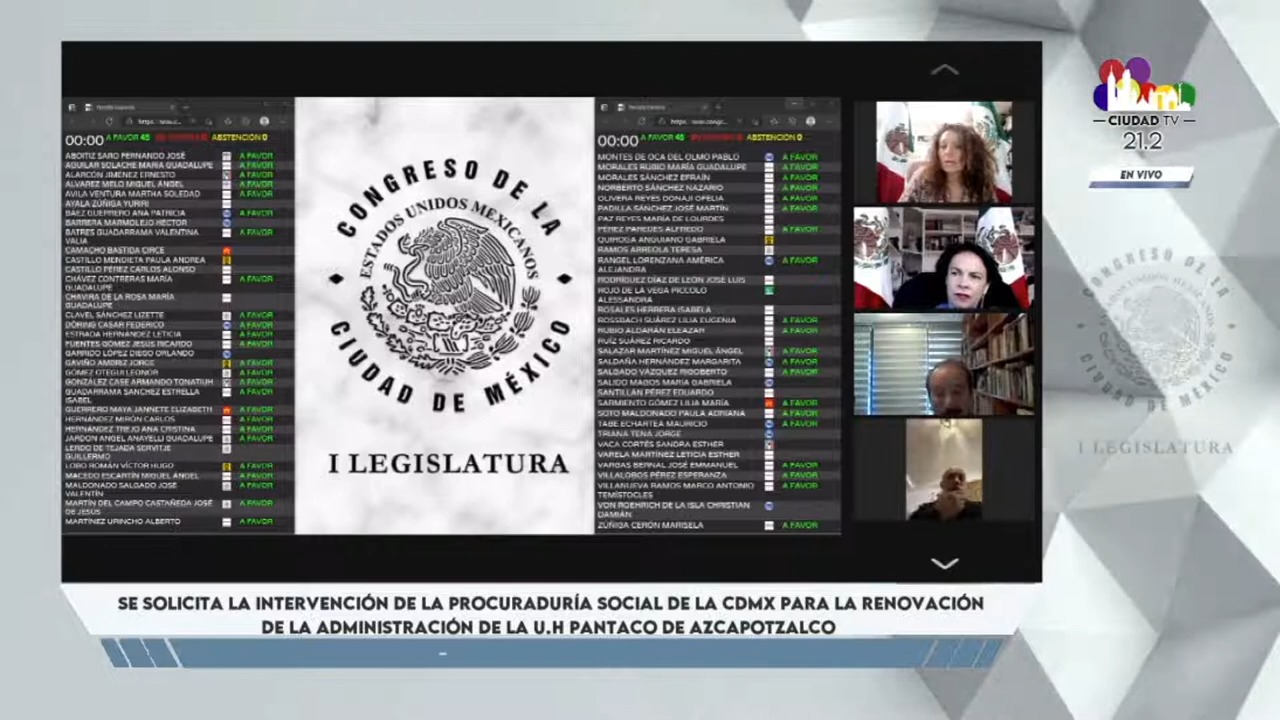 00:00 A FAVOR 45 ABSTENCIÓN 0
ABOITIZ SARO FERNANDO JOSÉ A FAVOR
AGUILAR SOLACHE MARÍA GUADALUPE A FAVOR
ALARCÓN JIMÉNEZ ERNESTO A FAVOR
ÁLVAREZ MELO MIGUEL ÁNGEL A FAVOR
ÁVILA VENTURA MARTHA SOLEDAD A FAVOR
AYALA ZÚÑIGA YURIRI
BÁEZ GUERRERO ANA PATRICIA A FAVOR
BARRERA MARMOLEJO HÉCTOR
BATRES GUADARRAMA VALENTINA A FAVOR
VALIA
CAMACHO BASTIDA CIRCE A FAVOR
CASTILLO MENDIETA PAULA ANDREA A FAVOR
CASTILLO PÉREZ CARLOS ALONSO
CHÁVEZ CONTRERAS MARÍA A FAVOR
GUADALUPE
CHAVIRA DE LA ROSA MARÍA
GUADALUPE
CLAVEL SÁNCHEZ LIZETTE A FAVOR
DÖRING CASAR FEDERICO A FAVOR
ESTRADA HERNÁNDEZ LETICIA A FAVOR
FUENTES GÓMEZ JESÚS RICARDO A FAVOR
GARRIDO LÓPEZ DIEGO ORLANDO
GAVIÑO AMBRIZ JORGE A FAVOR
GÓMEZ OTEGUI LEONOR A FAVOR
GONZÁLEZ CASE ARMANDO TONATIUH A FAVOR
GUADARRAMA SÁNCHEZ ESTRELLA A FAVOR
ISABEL
GUERRERO MAYA JANNETE ELIZABETH A FAVOR
HERNÁNDEZ MIRÓN CARLOS A FAVOR
HERNÁNDEZ TREJO ANA CRISTINA A FAVOR
JARDÓN ÁNGEL ANAYELLI GUADALUPE A FAVOR
LERDO DE TEJADA SERVITJE
GUILLERMO
LOBO ROMÁN VÍCTOR HUGO A FAVOR
MACEDO ESCARTÍN MIGUEL ÁNGEL A FAVOR
MALDONADO SALGADO JOSÉ A FAVOR
VALENTÍN
MARTÍN DEL CAMPO CASTAÑEDA JOSÉ A FAVOR
DE JESÚS
MARTÍNEZ URINCHO ALBERTO A FAVOR
CONGRESO DE LA
ESTADOS UNIDOS MEXICANOS
CIUDAD DE MÉXICO
I LEGISLATURA
00:00 A FAVOR 45 ABSTENCIÓN 0
MONTES DE OCA DEL OLMO PABLO A FAVOR
MORALES RUBIO MARÍA GUADALUPE A FAVOR
MORALES SÁNCHEZ EFRAÍN A FAVOR
NORBERTO SÁNCHEZ NAZARIO A FAVOR
OLIVERA REYES DONAJI OFELIA A FAVOR
PADILLA SÁNCHEZ JOSÉ MARTÍN A FAVOR
PAZ REYES MARÍA DE LOURDES
PÉREZ PAREDES ALFREDO A FAVOR
QUIROGA ANGUIANO GABRIELA
RAMOS ARREOLA TERESA
RANGEL LORENZANA AMÉRICA A FAVOR
ALEJANDRA
RODRÍGUEZ DÍAZ DE LEÓN JOSÉ LUIS
ROJO DE LA VEGA PICCOLO
ALESSANDRA
ROSALES HERRERA ISABELA
ROSSBACH SUÁREZ LILIA EUGENIA A FAVOR
RUBIO ALDARÁN ELEAZAR A FAVOR
RUÍZ SUÁREZ RICARDO
SALAZAR MARTÍNEZ MIGUEL ÁNGEL A FAVOR
SALDAÑA HERNÁNDEZ MARGARITA A FAVOR
SALGADO VÁZQUEZ RIGOBERTO A FAVOR
SALIDO MAGOS MARÍA GABRIELA
SANTILLÁN PÉREZ EDUARDO
SARMIENTO GÓMEZ LILIA MARÍA A FAVOR
SOTO MALDONADO PAULA ADRIANA A FAVOR
TABE ECHARTEA MAURICIO A FAVOR
TRIANA TENA JORGE
VACA CORTÉS SANDRA ESTHER
VARELA MARTÍNEZ LETICIA ESTHER
VARGAS BERNAL JOSÉ EMMANUEL A FAVOR
VILLALOBOS PÉREZ ESPERANZA A FAVOR
VILLANUEVA RAMOS MARCO ANTONIO A FAVOR
TEMÍSTOCLES
VON ROEHRICH DE LA ISLA CHRISTIAN
DAMIÁN
ZÚÑIGA CERÓN MARISELA A FAVOR
CIUDAD TV
21.2
EN VIVO
CIUDAD DE MÉXICO
I LEGISLATURA
SE SOLICITA LA INTERVENCIÓN DE LA PROCURADURÍA SOCIAL DE LA CDMX PARA LA RENOVACIÓN
DE LA ADMINISTRACIÓN DE LA U.H PANTACO DE AZCAPOTZALCO